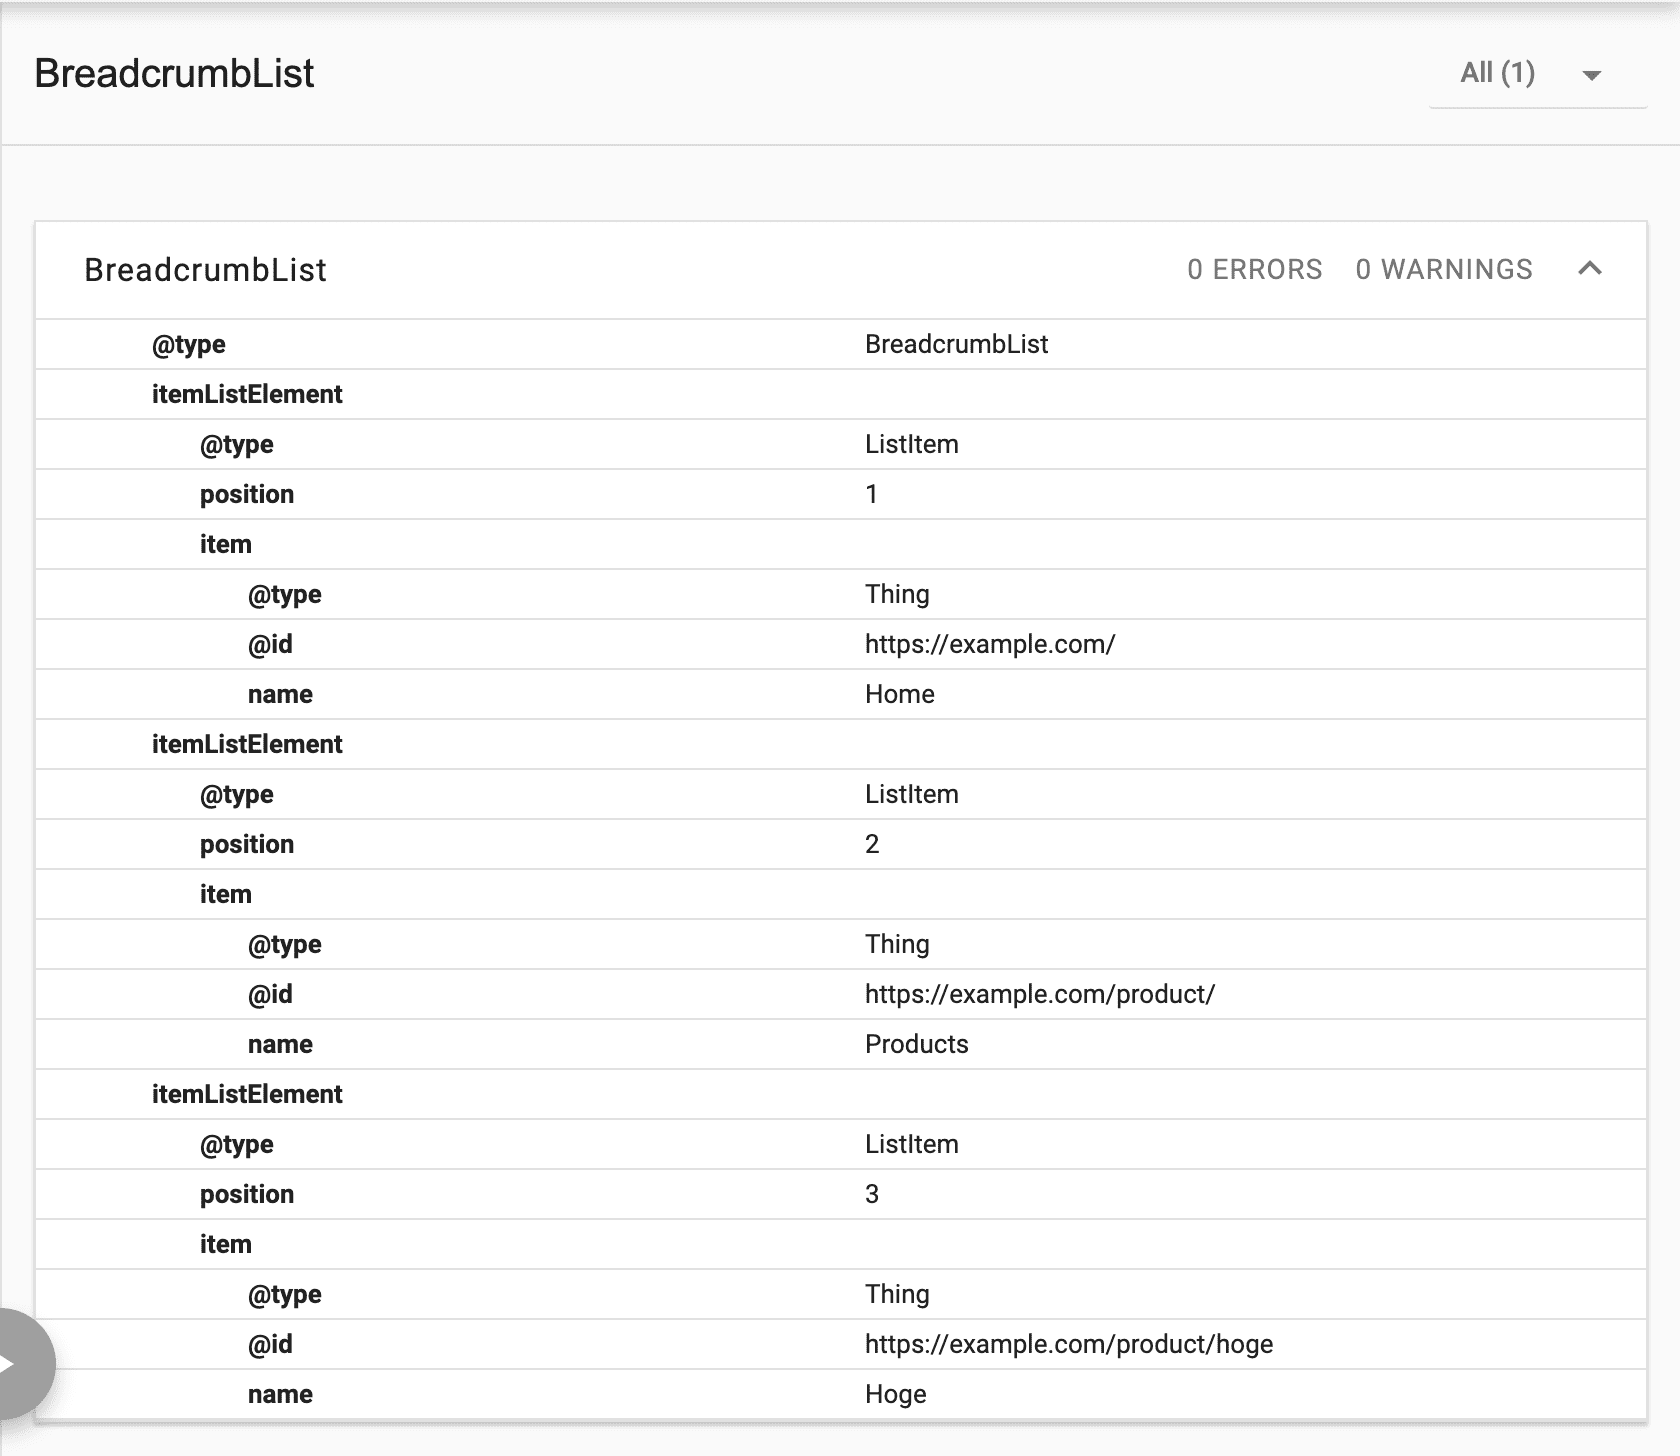 BreadcrumbList All (1)
BreadcrumbList 0 ERRORS 0 WARNINGS
@type BreadcrumbList
itemListElement
@type ListItem
position 1
item
@type Thing
@id https://example.com/
name Home
itemListElement
@type ListItem
position 2
item
@type Thing
@id https://example.com/product/
name Products
itemListElement
@type ListItem
position 3
item
@type Thing
@id https://example.com/product/hoge
name Hoge